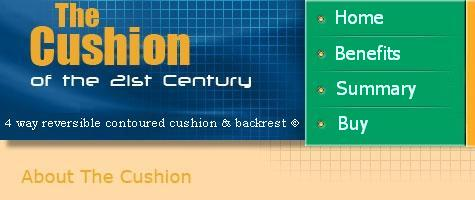 The
Cushion
of the 21st Century
4 way reversible contoured cushion & backrest ®
Home
Benefits
Summary
Buy
About The Cushion